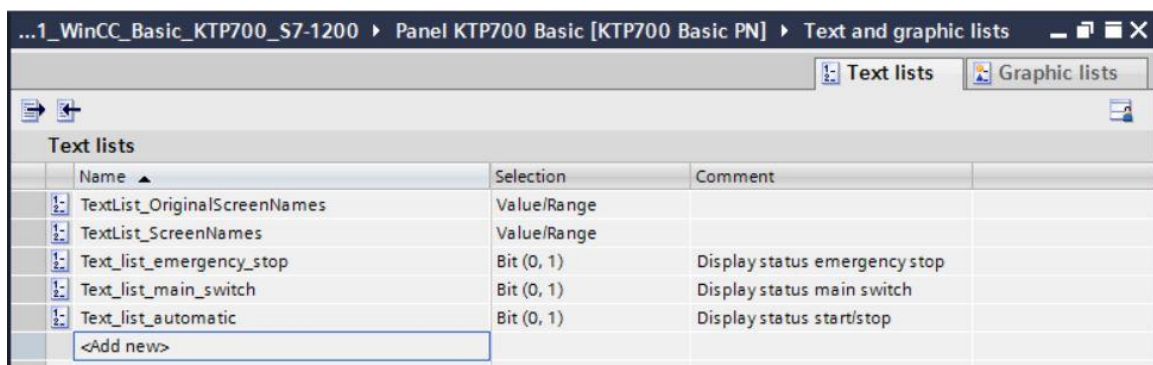 ...1_WinCC_Basic_KTP700_S7-1200 ▸ Panel KTP700 Basic [KTP700 Basic PN] ▸ Text and graphic lists
Text lists Graphic lists
Text lists
Name Selection Comment
TextList_OriginalScreenNames Value/Range
TextList_ScreenNames Value/Range
Text_list_emergency_stop Bit (0, 1) Display status emergency stop
Text_list_main_switch Bit (0, 1) Display status main switch
Text_list_automatic Bit (0, 1) Display status start/stop
<Add new>